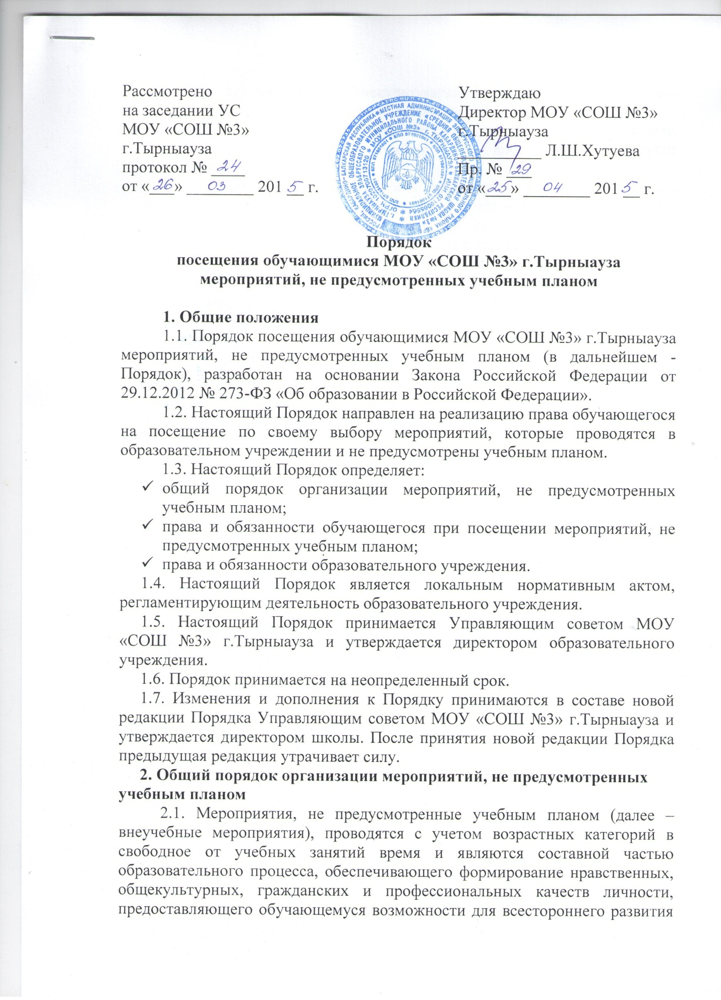 Рассмотрено
на заседании УС
МОУ «СОШ №3»
г.Тырныауза
протокол № 24
от «26» 03 2015 г.
Утверждаю
Директор МОУ «СОШ №3»
г.Тырныауза
Л.Ш.Хутуева
Пр. № 29
от «25» 04 2015 г.
МОУ «СОШ №3» г. ТЫРНЫАУЗА
Порядок
посещения обучающимися МОУ «СОШ №3» г.Тырныауза
мероприятий, не предусмотренных учебным планом
1. Общие положения
1.1. Порядок посещения обучающимися МОУ «СОШ №3» г.Тырныауза
мероприятий, не предусмотренных учебным планом (в дальнейшем -
Порядок), разработан на основании Закона Российской Федерации от
29.12.2012 № 273-ФЗ «Об образовании в Российской Федерации».
1.2. Настоящий Порядок направлен на реализацию права обучающегося
на посещение по своему выбору мероприятий, которые проводятся в
образовательном учреждении и не предусмотрены учебным планом.
1.3. Настоящий Порядок определяет:
✓ общий порядок организации мероприятий, не предусмотренных
учебным планом;
✓ права и обязанности обучающегося при посещении мероприятий, не
предусмотренных учебным планом;
✓ права и обязанности образовательного учреждения.
1.4. Настоящий Порядок является локальным нормативным актом,
регламентирующим деятельность образовательного учреждения.
1.5. Настоящий Порядок принимается Управляющим советом МОУ
«СОШ №3» г.Тырныауза и утверждается директором образовательного
учреждения.
1.6. Порядок принимается на неопределенный срок.
1.7. Изменения и дополнения к Порядку принимаются в составе новой
редакции Порядка Управляющим советом МОУ «СОШ №3» г.Тырныауза и
утверждается директором школы. После принятия новой редакции Порядка
предыдущая редакция утрачивает силу.
2. Общий порядок организации мероприятий, не предусмотренных
учебным планом
2.1. Мероприятия, не предусмотренные учебным планом (далее –
внеучебные мероприятия), проводятся с учетом возрастных категорий в
свободное от учебных занятий время и являются составной частью
образовательного процесса, обеспечивающего формирование нравственных,
общекультурных, гражданских и профессиональных качеств личности,
предоставляющего обучающемуся возможности для всестороннего развития